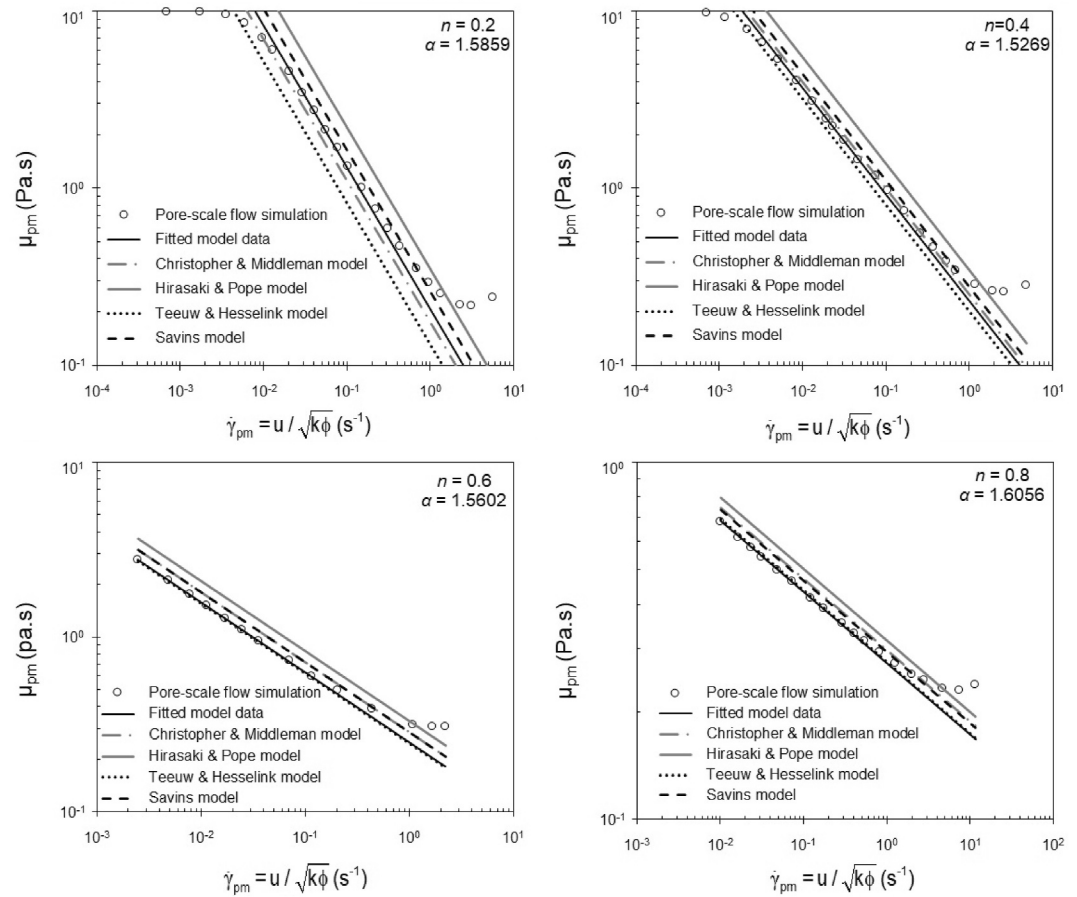 10¹
n = 0.2
α = 1.5859
μpm (Pa.s)
10⁰
Pore-scale flow simulation
Fitted model data
Christopher & Middleman model
Hirasaki & Pope model
Teeuw & Hesselink model
Savins model
10⁻¹
10⁻⁴ 10⁻³ 10⁻² 10⁻¹ 10⁰ 10¹
γ̇pm = u / √kϕ (s⁻¹)
10¹
n=0.4
α = 1.5269
μpm (Pa.s)
10⁰
Pore-scale flow simulation
Fitted model data
Christopher & Middleman model
Hirasaki & Pope model
Teeuw & Hesselink model
Savins model
10⁻¹
10⁻⁴ 10⁻³ 10⁻² 10⁻¹ 10⁰ 10¹
γ̇pm = u / √kϕ (s⁻¹)
10¹
n = 0.6
α = 1.5602
μpm (pa.s)
10⁰
Pore-scale flow simulation
Fitted model data
Christopher & Middleman model
Hirasaki & Pope model
Teeuw & Hesselink model
Savins model
10⁻¹
10⁻³ 10⁻² 10⁻¹ 10⁰ 10¹
γ̇pm = u / √kϕ (s⁻¹)
10⁰
n = 0.8
α = 1.6056
μpm (Pa.s)
Pore-scale flow simulation
Fitted model data
Christopher & Middleman model
Hirasaki & Pope model
Teeuw & Hesselink model
Savins model
10⁻¹
10⁻³ 10⁻² 10⁻¹ 10⁰ 10¹ 10²
γ̇pm = u / √kϕ (s⁻¹)